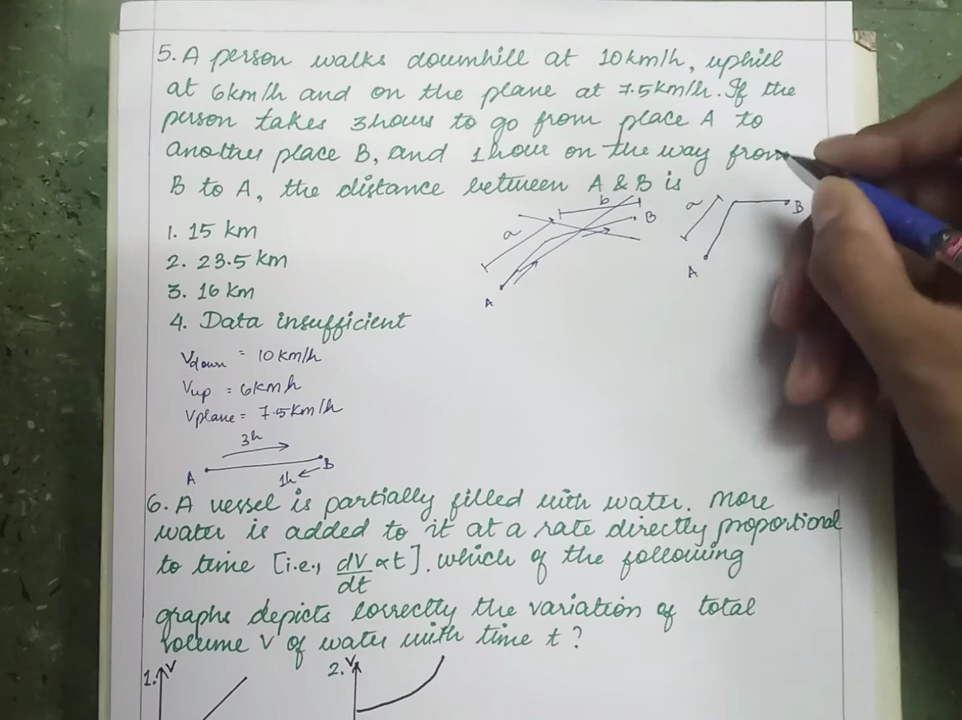 5. A person walks downhill at 10km/h, uphill
at 6km/h and on the plane at 7.5km/h. If the
person takes 3hours to go from place A to
another place B, and 1hour on the way from
B to A, the distance between A & B is
1. 15 km
2. 23.5 km
3. 16 km
4. Data insufficient
a
b
B
A
a
B
A
Vdown = 10km/h
Vup = 6km/h
Vplane = 7.5km/h
3h
A
B
1h
6. A vessel is partially filled with water. More
water is added to it at a rate directly proportional
to time [i.e., dV/dt ∝ t]. which of the following
graphs depicts correctly the variation of total
volume V of water with time t?
1. V
2. V